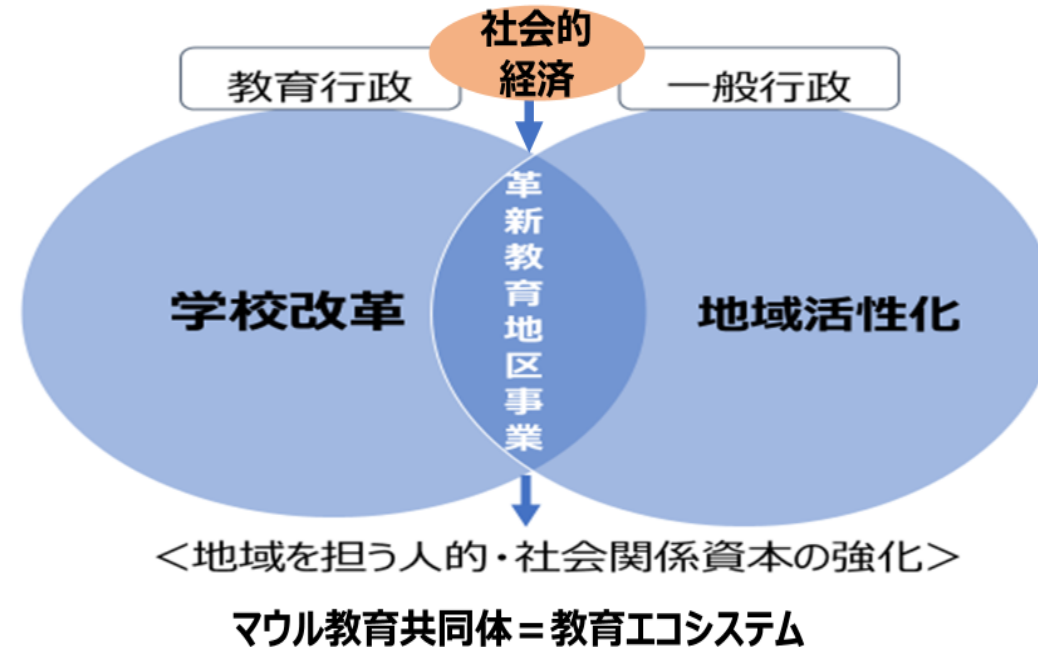 社会的
経済
教育行政
一般行政
革新教育地区事業
学校改革
地域活性化
＜地域を担う人的・社会関係資本の強化＞
マウル教育共同体＝教育エコシステム